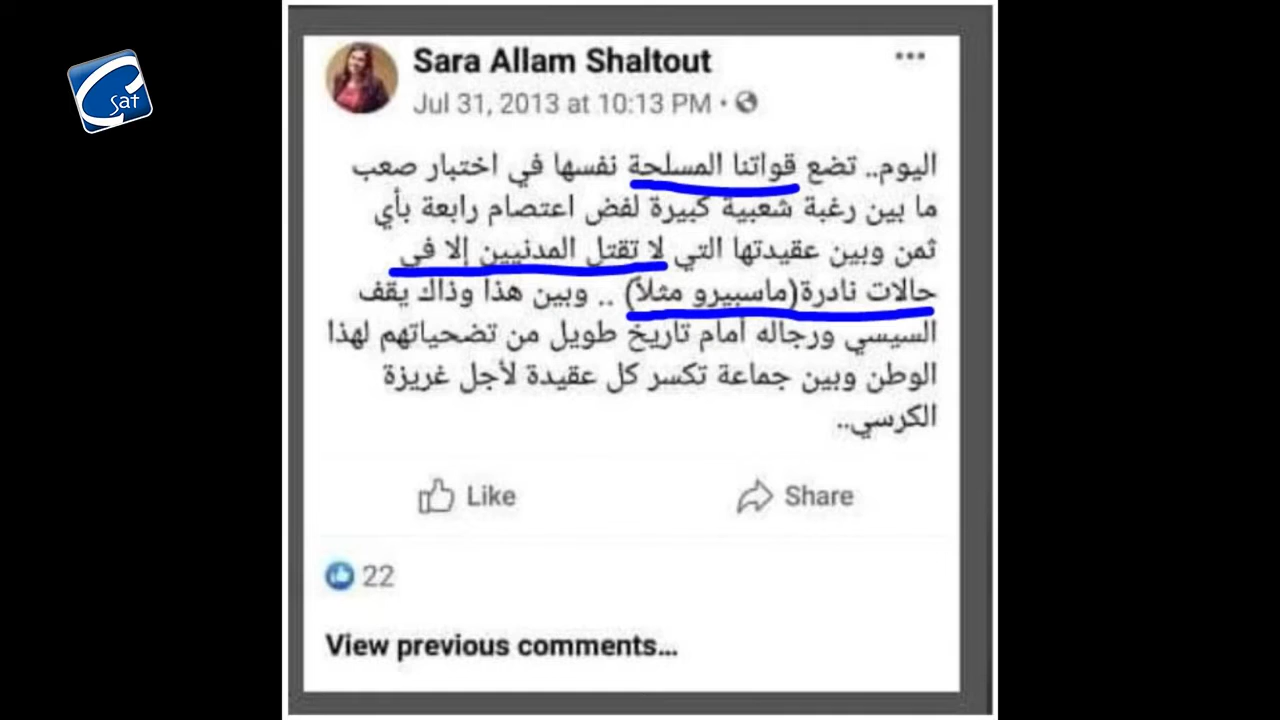 C Sat
Sara Allam Shaltout
Jul 31, 2013 at 10:13 PM
اليوم.. تضع قواتنا المسلحة نفسها في اختبار صعب
ما بين رغبة شعبية كبيرة لفض اعتصام رابعة بأي
ثمن وبين عقيدتها التي لا تقتل المدنيين إلا في
حالات نادرة(ماسبيرو مثلاً) .. وبين هذا وذاك يقف
السيسي ورجاله أمام تاريخ طويل من تضحياتهم لهذا
الوطن وبين جماعة تكسر كل عقيدة لأجل غريزة
الكرسي..
Like
Share
22
View previous comments...